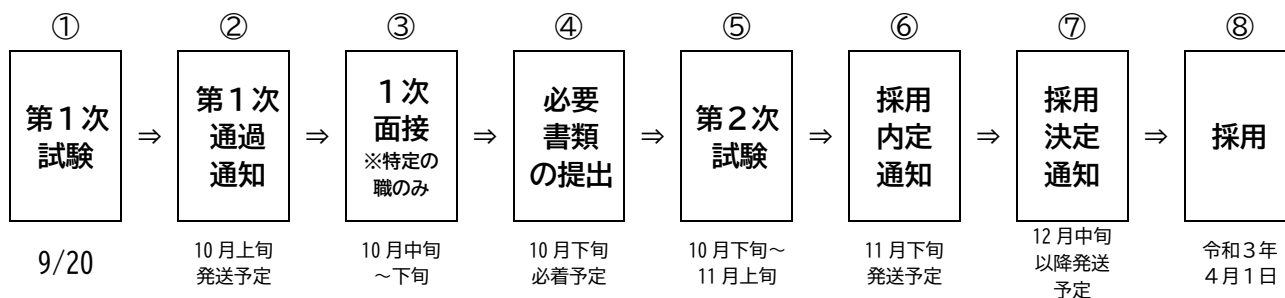 ① ② ③ ④ ⑤ ⑥ ⑦ ⑧
第１次
試験
⇒
第１次
通過
通知
⇒
１次
面接
※特定の
職のみ
⇒
必要
書類
の提出
⇒
第２次
試験
⇒
採用
内定
通知
⇒
採用
決定
通知
⇒
採用
9/20
10月上旬
発送予定
10月中旬
～下旬
10月下旬
必着予定
10月下旬～
11月上旬
11月下旬
発送予定
12月中旬
以降発送
予定
令和３年
４月１日